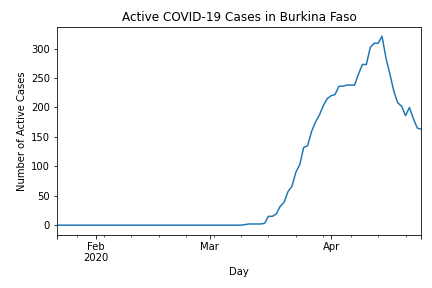 Active COVID-19 Cases in Burkina Faso
Number of Active Cases
300
250
200
150
100
50
0
Feb
2020
Mar
Apr
Day